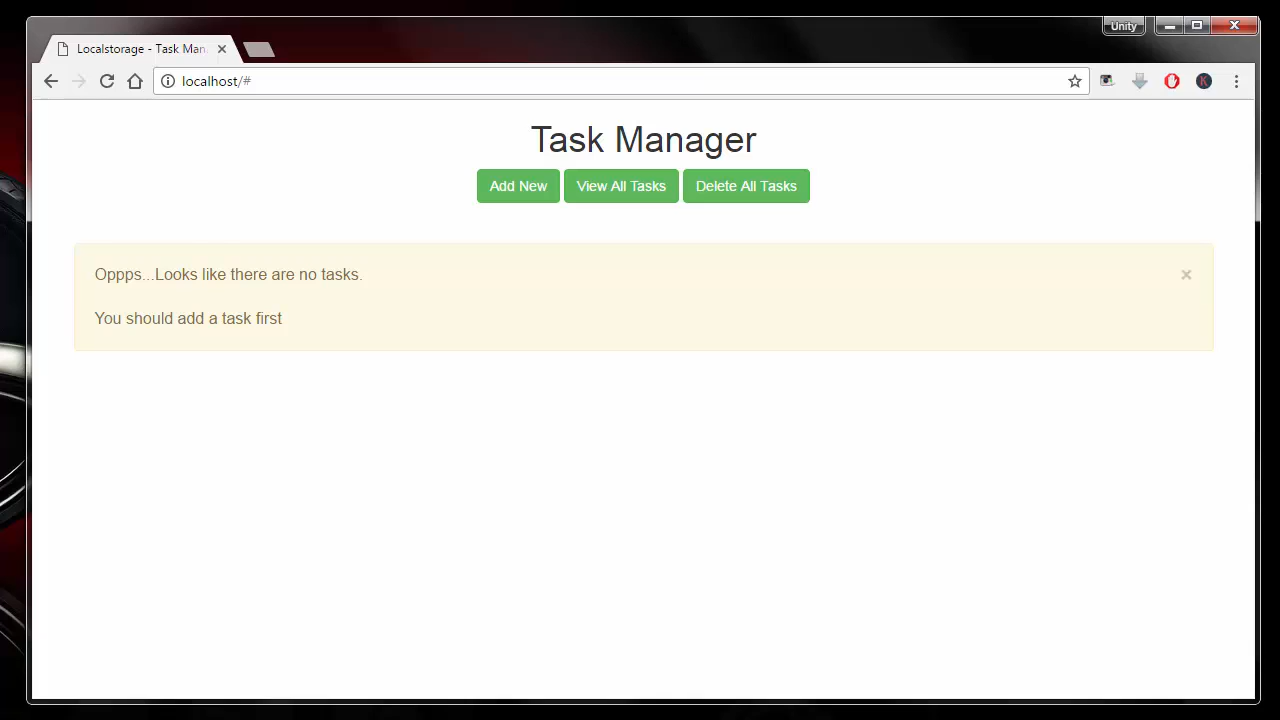 Unity
Localstorage - Task Man
localhost/#
Task Manager
Add New View All Tasks Delete All Tasks
Oppps...Looks like there are no tasks. ×
You should add a task first